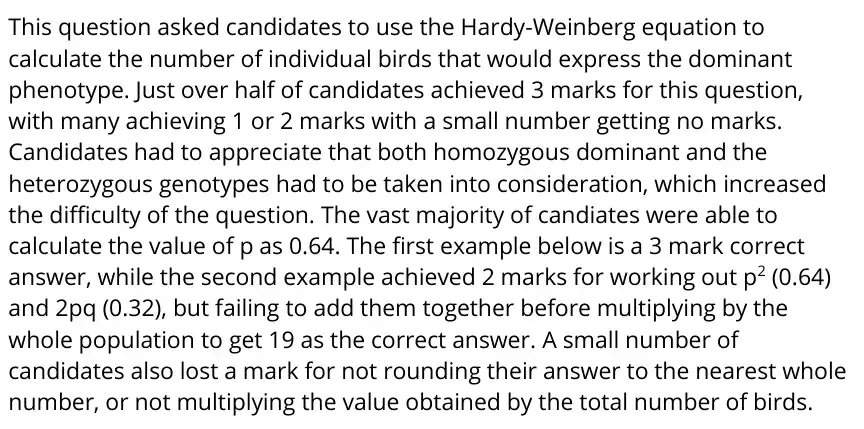 This question asked candidates to use the Hardy-Weinberg equation to
calculate the number of individual birds that would express the dominant
phenotype. Just over half of candidates achieved 3 marks for this question,
with many achieving 1 or 2 marks with a small number getting no marks.
Candidates had to appreciate that both homozygous dominant and the
heterozygous genotypes had to be taken into consideration, which increased
the difficulty of the question. The vast majority of candiates were able to
calculate the value of p as 0.64. The first example below is a 3 mark correct
answer, while the second example achieved 2 marks for working out p² (0.64)
and 2pq (0.32), but failing to add them together before multiplying by the
whole population to get 19 as the correct answer. A small number of
candidates also lost a mark for not rounding their answer to the nearest whole
number, or not multiplying the value obtained by the total number of birds.